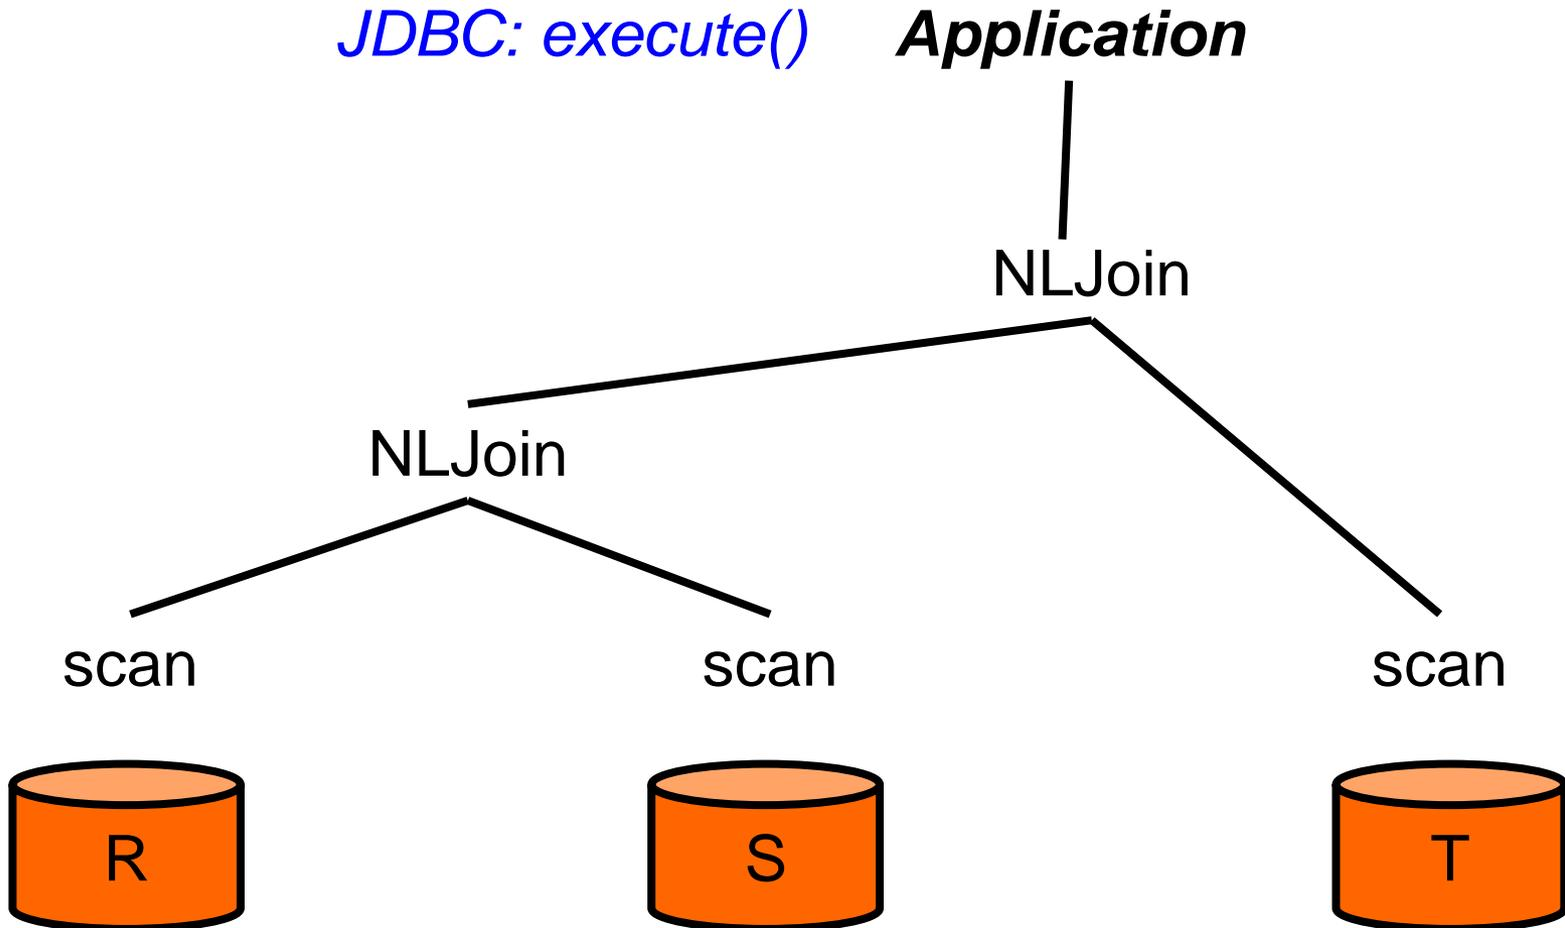 JDBC: execute() Application
NLJoin
NLJoin
scan scan scan
R S T